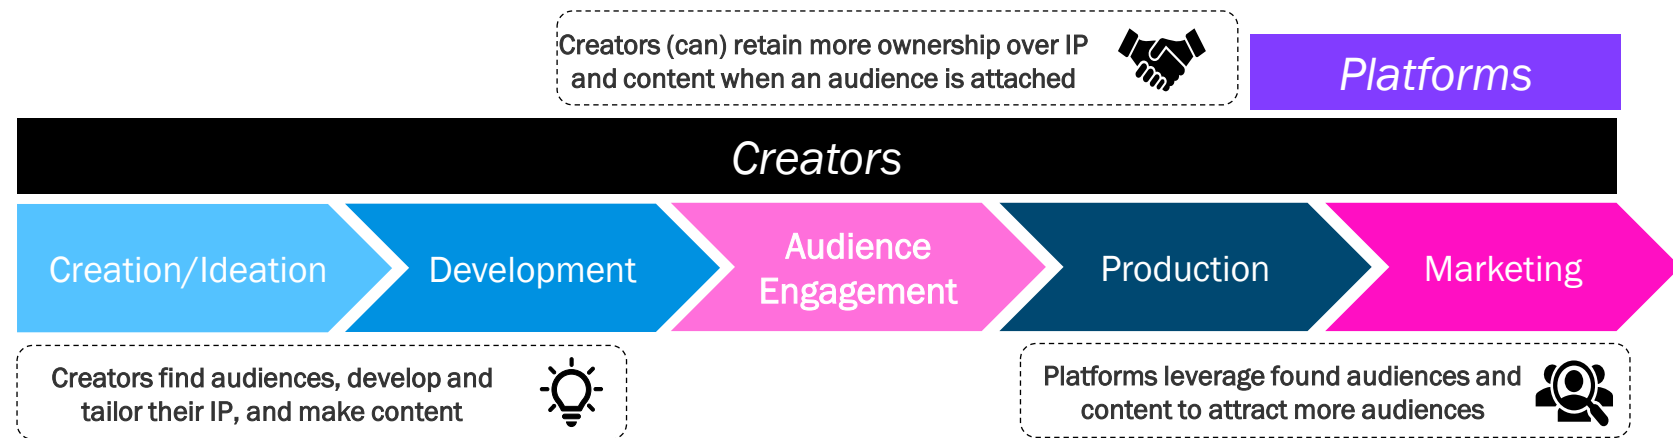 Creators (can) retain more ownership over IP
and content when an audience is attached
Platforms
Creators
Creation/Ideation
Development
Audience
Engagement
Production
Marketing
Creators find audiences, develop and
tailor their IP, and make content
Platforms leverage found audiences and
content to attract more audiences